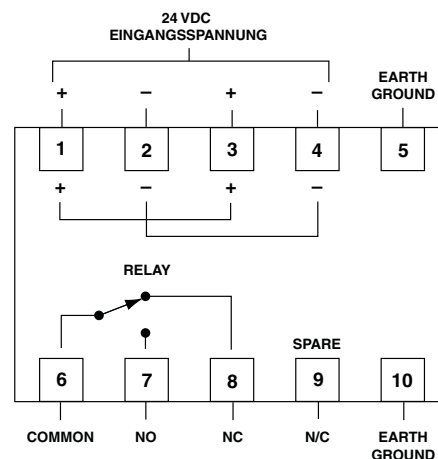 24 VDC
EINGANGSSPANNUNG
EARTH
GROUND
+ – + –
1 2 3 4 5
+ – + –
RELAY
SPARE
6 7 8 9 10
COMMON NO NC N/C EARTH
GROUND